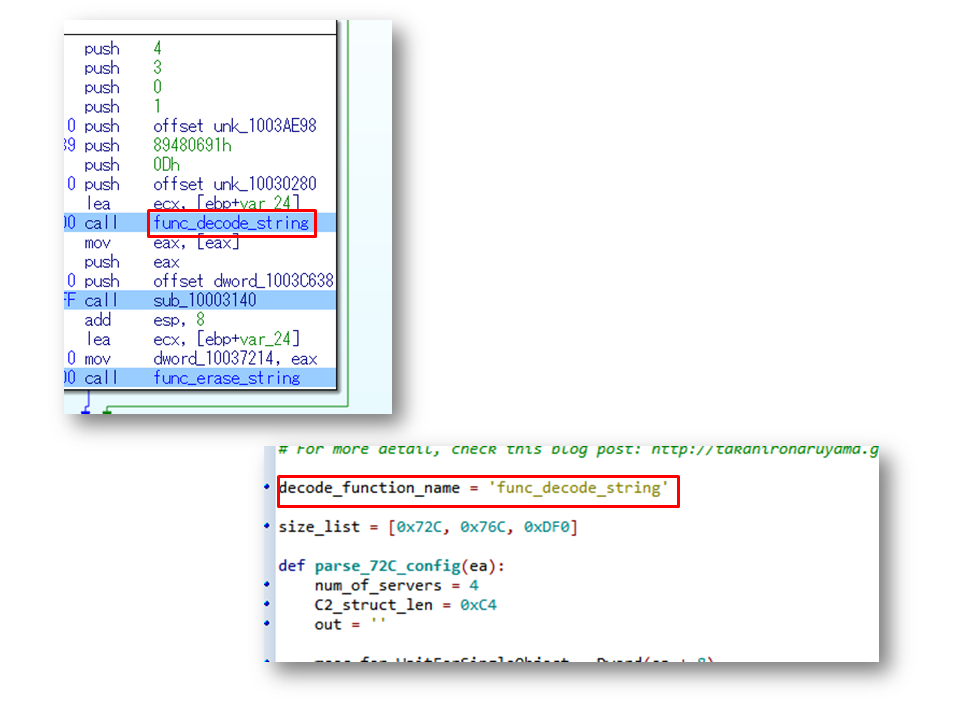 push 4
push 3
push 0
push 1
0 push offset unk_1003AE98
39 push 89480691h
push 0Dh
0 push offset unk_10030280
lea ecx, [ebp+var_24]
00 call func_decode_string
mov eax, [eax]
push eax
0 push offset dword_1003C638
FF call sub_10003140
add esp, 8
lea ecx, [ebp+var_24]
0 mov dword_10037214, eax
00 call func_erase_string
# For more detail, check this blog post: http://takahiroharuyama.g
decode_function_name = 'func_decode_string'
size_list = [0x72C, 0x76C, 0xDF0]
def parse_72C_config(ea):
num_of_servers = 4
C2_struct_len = 0xC4
out = ''